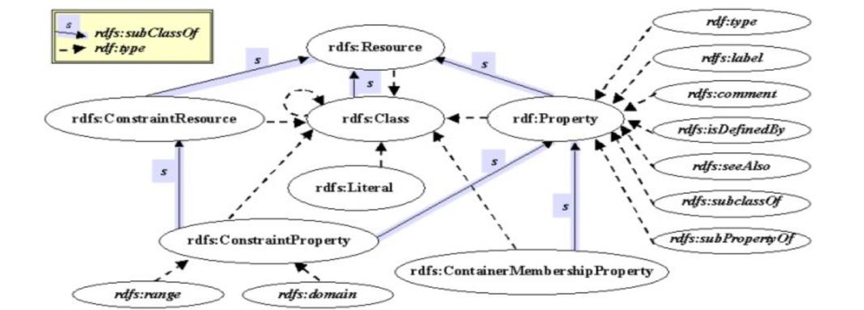 s
rdfs:subClassOf
rdf:type
rdfs:Resource
rdf:type
s
s
s
rdfs:label
rdfs:comment
rdfs:ConstraintResource
rdfs:Class
rdf:Property
rdfs:isDefinedBy
s
s
rdfs:seeAlso
rdfs:Literal
s
rdfs:subclassOf
rdfs:ConstraintProperty
rdfs:subPropertyOf
rdfs:ContainerMembershipProperty
rdfs:range
rdfs:domain